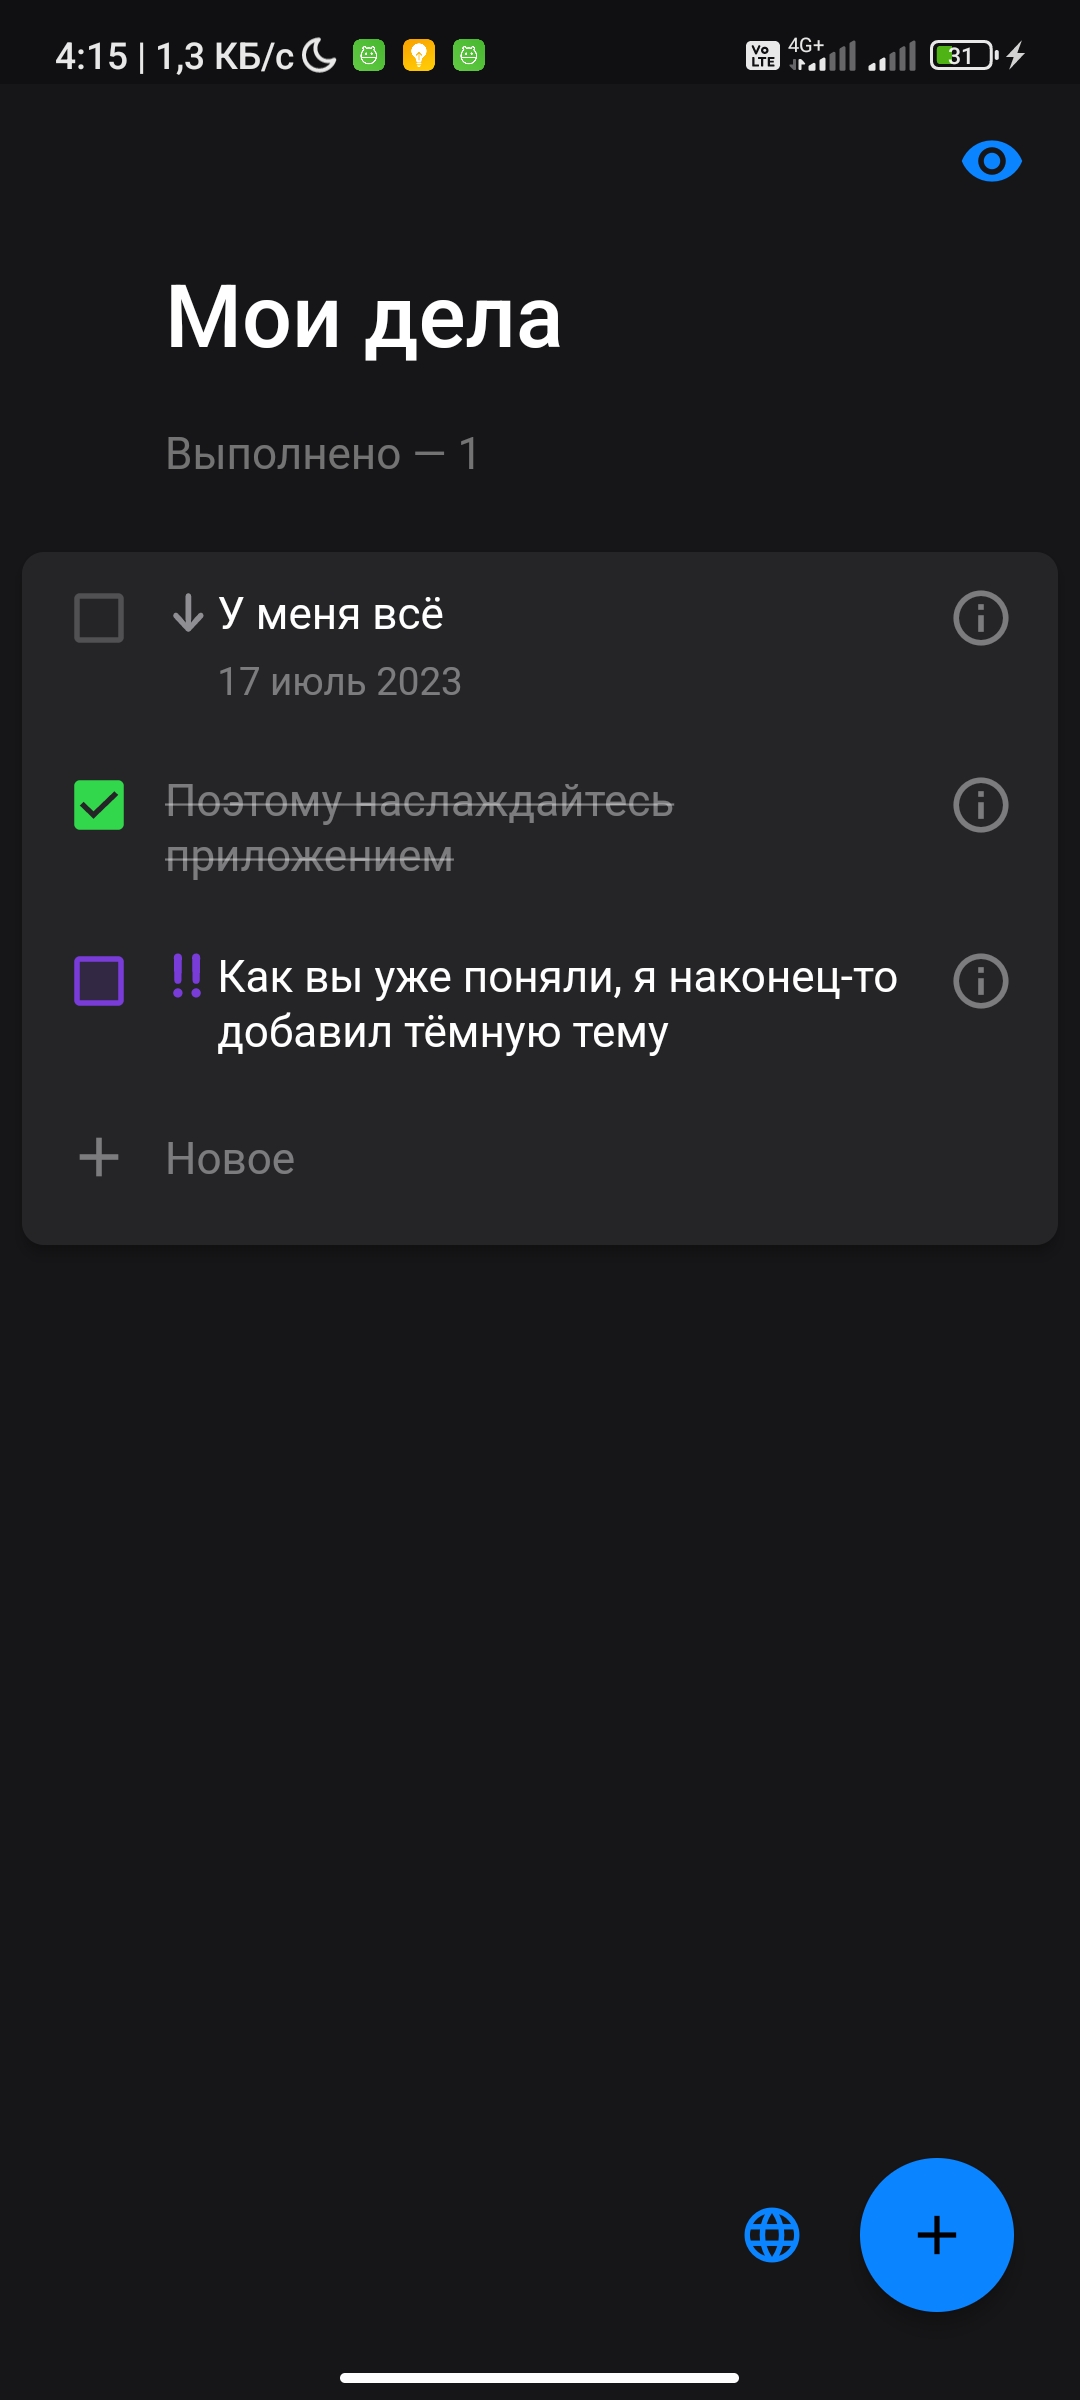 4:15 | 1,3 КБ/с Vo LTE 4G+ 31
Мои дела
Выполнено — 1
У меня всё
17 июль 2023
Поэтому наслаждайтесь
приложением
!! Как вы уже поняли, я наконец-то
добавил тёмную тему
Новое